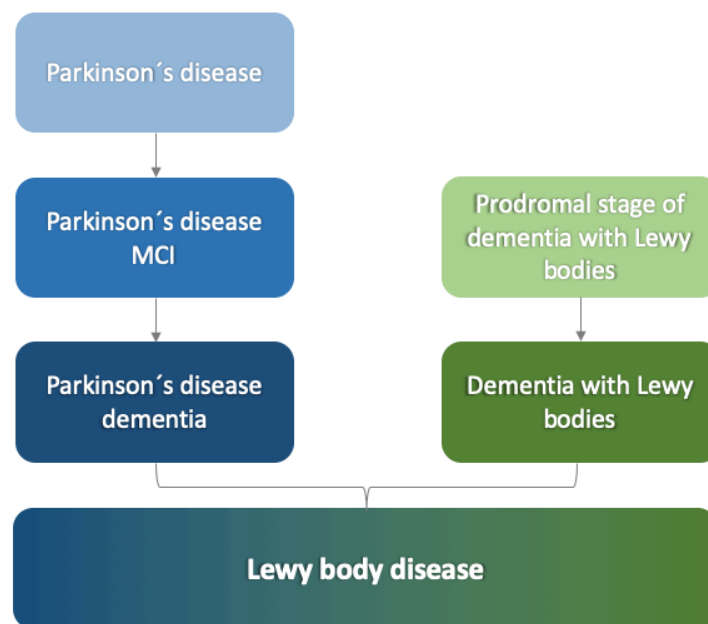 Parkinson´s disease
Parkinson´s disease
MCI
Prodromal stage of
dementia with Lewy
bodies
Parkinson´s disease
dementia
Dementia with Lewy
bodies
Lewy body disease